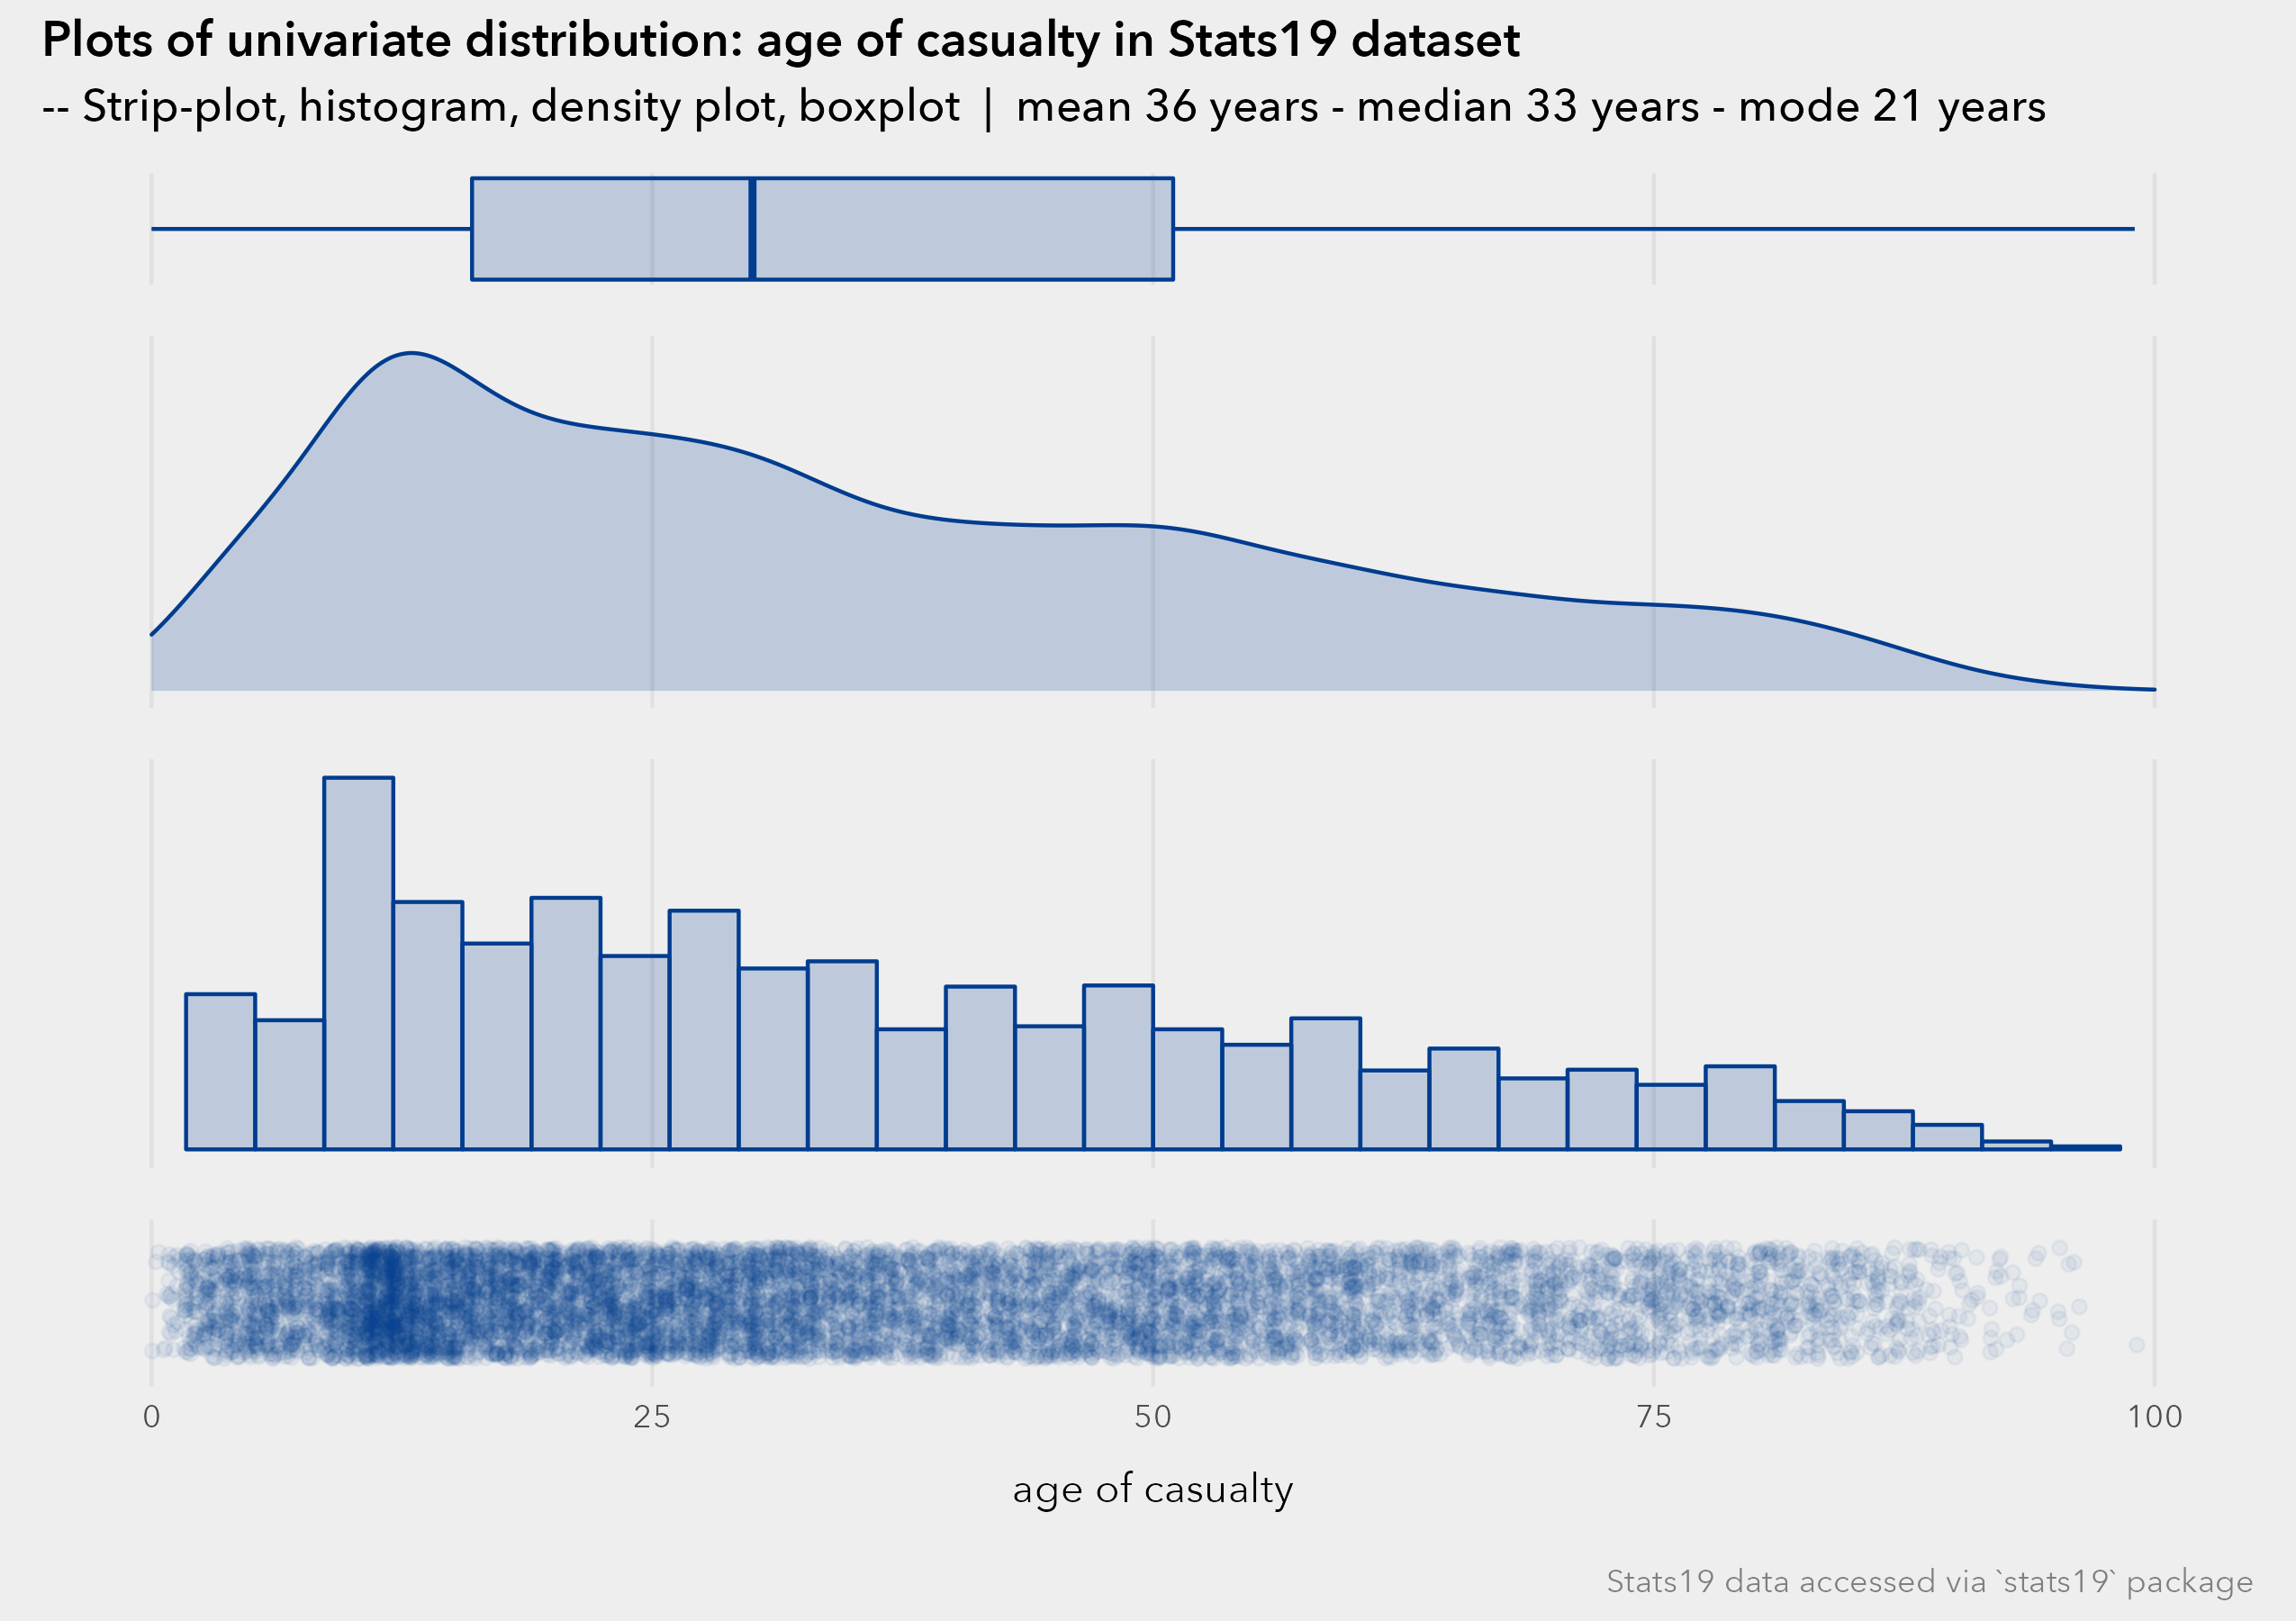 Plots of univariate distribution: age of casualty in Stats19 dataset
-- Strip-plot, histogram, density plot, boxplot | mean 36 years - median 33 years - mode 21 years
0 25 50 75 100
age of casualty
Stats19 data accessed via `stats19` package